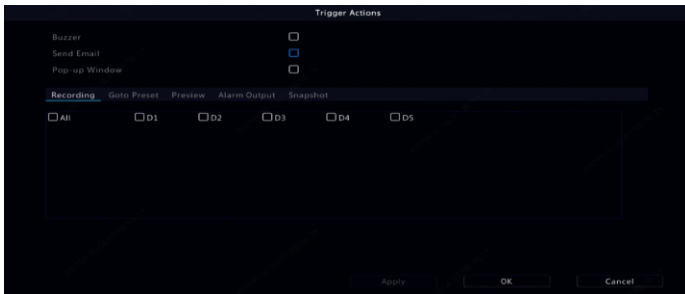 Trigger Actions
Buzzer
Send Email
Pop-up Window
Recording Goto Preset Preview Alarm Output Snapshot
All D1 D2 D3 D4 D5
Apply OK Cancel